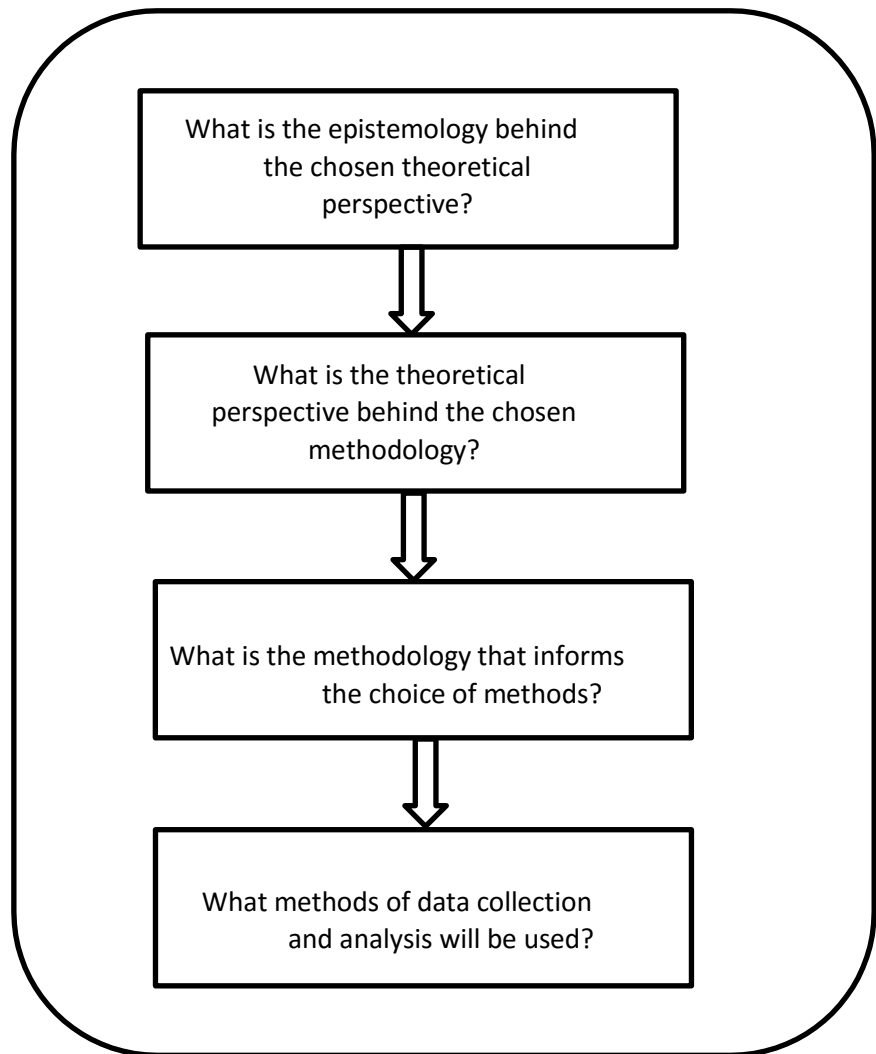 What is the epistemology behind
the chosen theoretical
perspective?
What is the theoretical
perspective behind the chosen
methodology?
What is the methodology that informs
the choice of methods?
What methods of data collection
and analysis will be used?